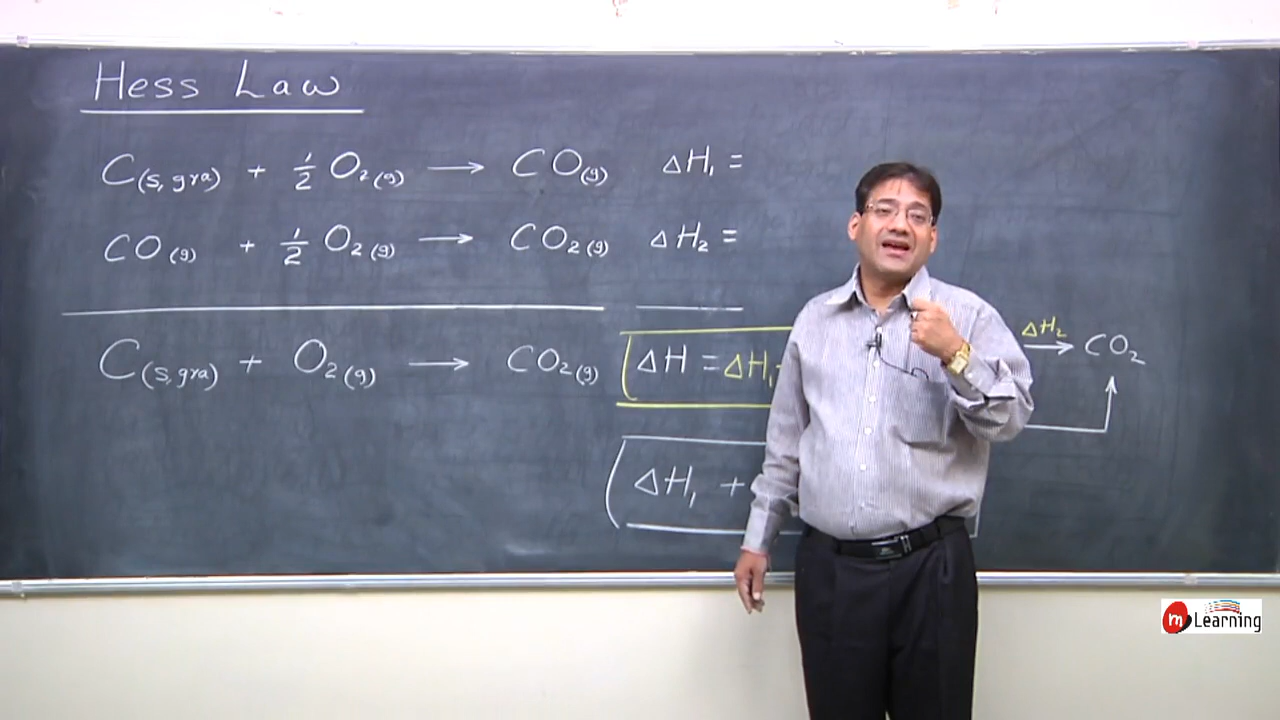 Hess Law
C(s, gra) + 1/2 O2(g) → CO(g) ΔH1 =
CO(g) + 1/2 O2(g) → CO2(g) ΔH2 =
C(s, gra) + O2(g) → CO2(g) ΔH = ΔH1
ΔH2
→ CO2
ΔH1 +
m Learning